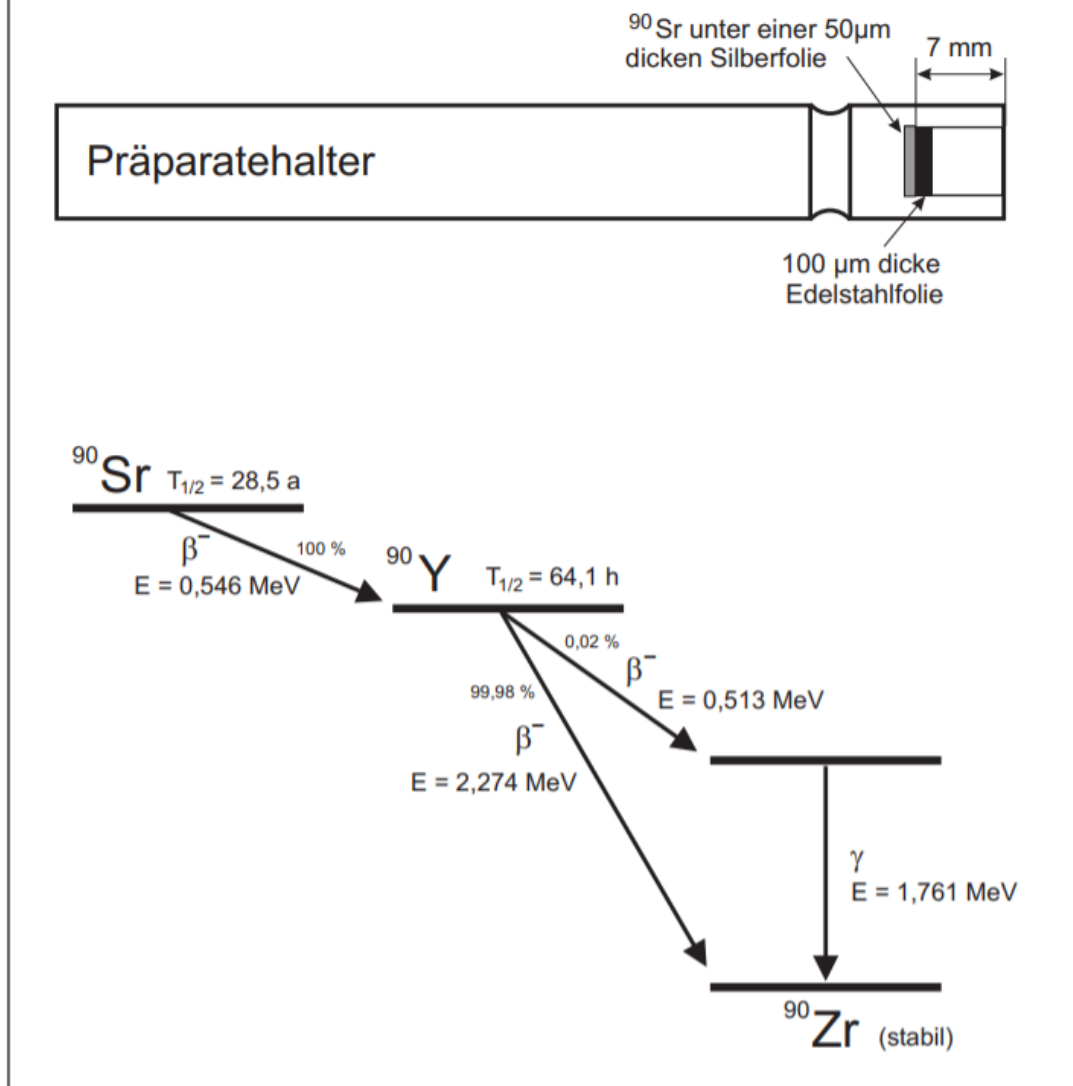 ⁹⁰Sr unter einer 50µm
dicken Silberfolie
7 mm
Präparatehalter
100 µm dicke
Edelstahlfolie
⁹⁰Sr T₁/₂ = 28,5 a
β⁻
100 %
E = 0,546 MeV
⁹⁰Y T₁/₂ = 64,1 h
0,02 %
β⁻
E = 0,513 MeV
99,98 %
β⁻
E = 2,274 MeV
γ
E = 1,761 MeV
⁹⁰Zr (stabil)